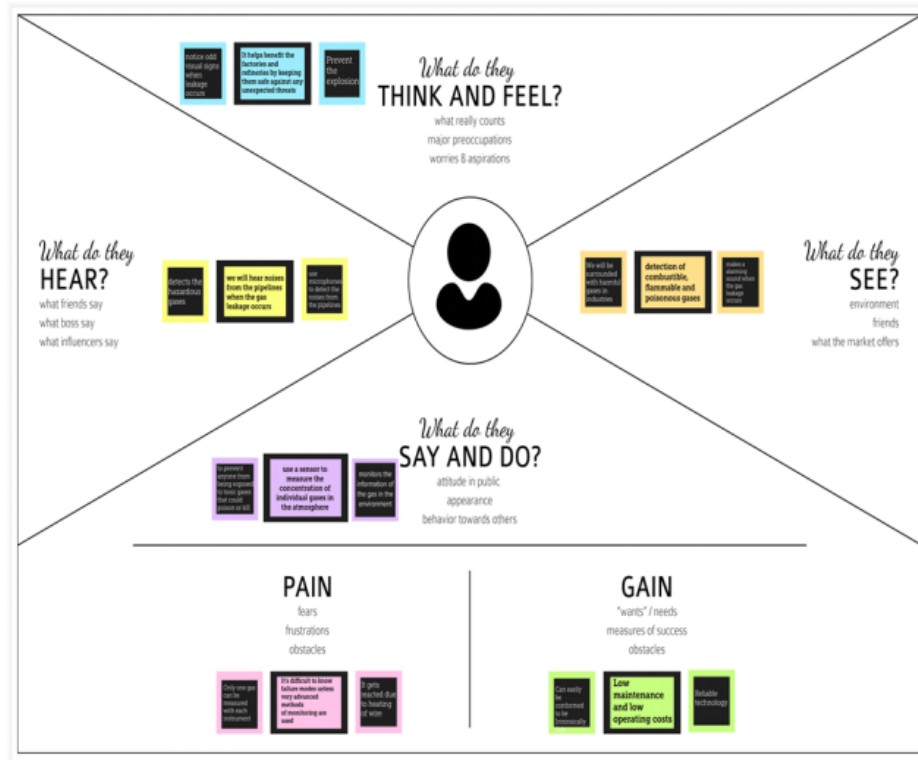 notice odd
visual signs
when
leakage
occurs
It helps benefit the
factories and
refineries by keeping
them safe against any
unexpected threats
Prevent
the
explosion
What do they
THINK AND FEEL?
what really counts
major preoccupations
worries & aspirations
What do they
HEAR?
what friends say
what boss say
what influencers say
detects the
hazardous
gases
we will hear noises
from the pipelines
when the gas
leakage occurs
use
microphones
to detect the
noises from
the pipelines
We will be
surrounded
with harmful
gases in
industries
detection of
combustible,
flammable and
poisonous gases
makes a
alarming
sound when
the gas
leakage
occurs
What do they
SEE?
environment
friends
what the market offers
What do they
SAY AND DO?
attitude in public
appearance
behavior towards others
to prevent
anyone from
being exposed
to toxic gases
that could
poison or kill
use a sensor to
measure the
concentration of
individual gases in
the atmosphere
monitors the
information of
the gas in the
environment
PAIN
fears
frustrations
obstacles
Only one gas
can be
measured
with each
instrument
It's difficult to know
failure modes unless
very advanced
methods
of monitoring are
used
It gets
reacted due
to heating
of wire
GAIN
"wants" / needs
measures of success
obstacles
Can easily
be
conformed
to be
Intrinsically
Low
maintenance
and low
operating costs
Reliable
technology